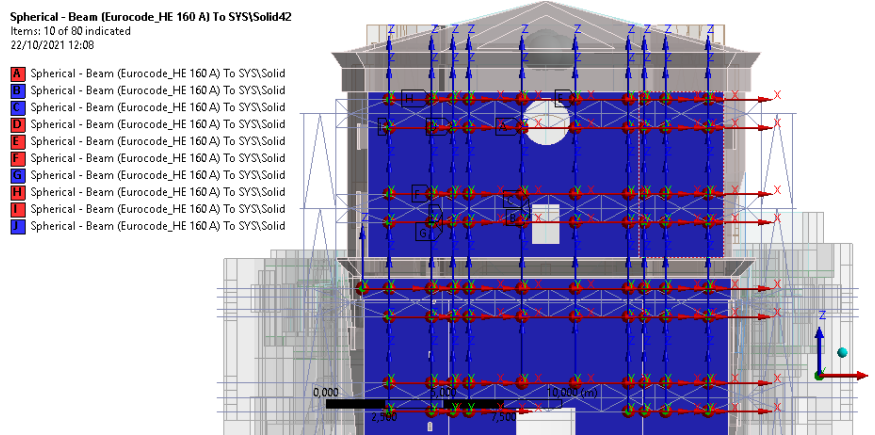 Spherical - Beam (Eurocode_HE 160 A) To SYS\Solid42
Items: 10 of 80 indicated
22/10/2021 12:08
A Spherical - Beam (Eurocode_HE 160 A) To SYS\Solid
B Spherical - Beam (Eurocode_HE 160 A) To SYS\Solid
C Spherical - Beam (Eurocode_HE 160 A) To SYS\Solid
D Spherical - Beam (Eurocode_HE 160 A) To SYS\Solid
E Spherical - Beam (Eurocode_HE 160 A) To SYS\Solid
F Spherical - Beam (Eurocode_HE 160 A) To SYS\Solid
G Spherical - Beam (Eurocode_HE 160 A) To SYS\Solid
H Spherical - Beam (Eurocode_HE 160 A) To SYS\Solid
I Spherical - Beam (Eurocode_HE 160 A) To SYS\Solid
J Spherical - Beam (Eurocode_HE 160 A) To SYS\Solid
H
A
F
G
B
Z
0,000
10,000 (m)
2,500
7,500